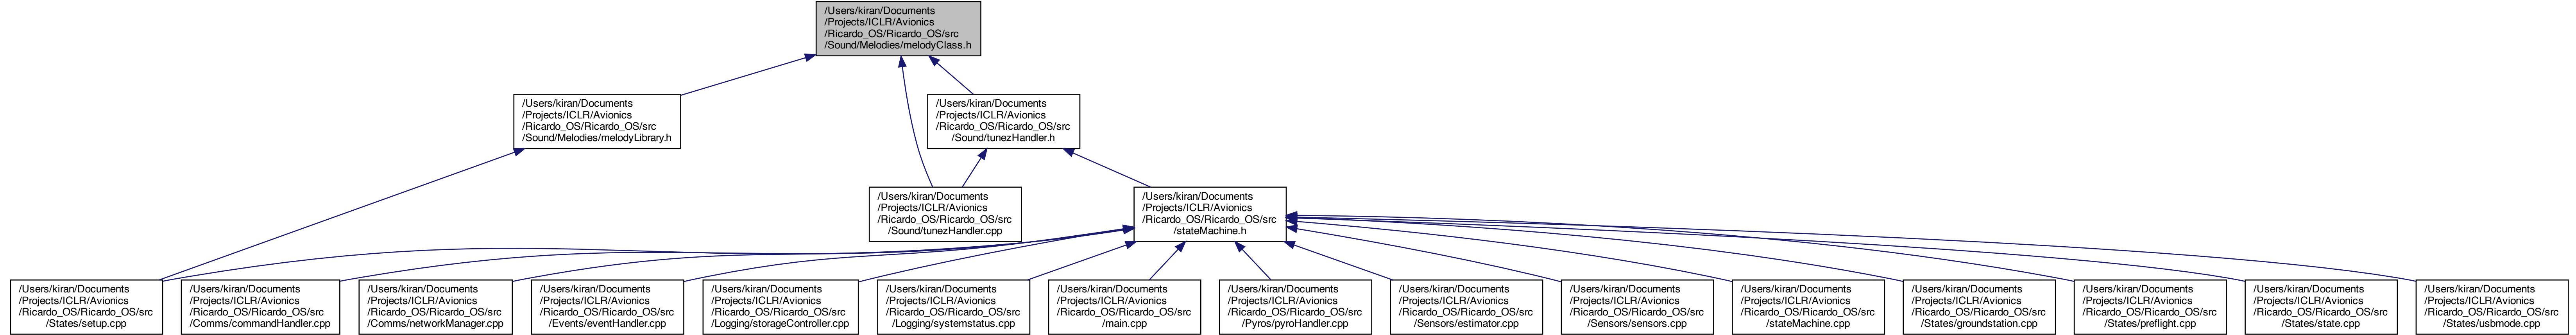 /Users/kiran/Documents
/Projects/ICLR/Avionics
/Ricardo_OS/Ricardo_OS/src
/Sound/Melodies/melodyClass.h
/Users/kiran/Documents
/Projects/ICLR/Avionics
/Ricardo_OS/Ricardo_OS/src
/Sound/Melodies/melodyLibrary.h
/Users/kiran/Documents
/Projects/ICLR/Avionics
/Ricardo_OS/Ricardo_OS/src
/Sound/tunezHandler.h
/Users/kiran/Documents
/Projects/ICLR/Avionics
/Ricardo_OS/Ricardo_OS/src
/Sound/tunezHandler.cpp
/Users/kiran/Documents
/Projects/ICLR/Avionics
/Ricardo_OS/Ricardo_OS/src
/stateMachine.h
/Users/kiran/Documents
/Projects/ICLR/Avionics
/Ricardo_OS/Ricardo_OS/src
/States/setup.cpp
/Users/kiran/Documents
/Projects/ICLR/Avionics
/Ricardo_OS/Ricardo_OS/src
/Comms/commandHandler.cpp
/Users/kiran/Documents
/Projects/ICLR/Avionics
/Ricardo_OS/Ricardo_OS/src
/Comms/networkManager.cpp
/Users/kiran/Documents
/Projects/ICLR/Avionics
/Ricardo_OS/Ricardo_OS/src
/Events/eventHandler.cpp
/Users/kiran/Documents
/Projects/ICLR/Avionics
/Ricardo_OS/Ricardo_OS/src
/Logging/storageController.cpp
/Users/kiran/Documents
/Projects/ICLR/Avionics
/Ricardo_OS/Ricardo_OS/src
/Logging/systemstatus.cpp
/Users/kiran/Documents
/Projects/ICLR/Avionics
/Ricardo_OS/Ricardo_OS/src
/main.cpp
/Users/kiran/Documents
/Projects/ICLR/Avionics
/Ricardo_OS/Ricardo_OS/src
/Pyros/pyroHandler.cpp
/Users/kiran/Documents
/Projects/ICLR/Avionics
/Ricardo_OS/Ricardo_OS/src
/Sensors/estimator.cpp
/Users/kiran/Documents
/Projects/ICLR/Avionics
/Ricardo_OS/Ricardo_OS/src
/Sensors/sensors.cpp
/Users/kiran/Documents
/Projects/ICLR/Avionics
/Ricardo_OS/Ricardo_OS/src
/stateMachine.cpp
/Users/kiran/Documents
/Projects/ICLR/Avionics
/Ricardo_OS/Ricardo_OS/src
/States/groundstation.cpp
/Users/kiran/Documents
/Projects/ICLR/Avionics
/Ricardo_OS/Ricardo_OS/src
/States/preflight.cpp
/Users/kiran/Documents
/Projects/ICLR/Avionics
/Ricardo_OS/Ricardo_OS/src
/States/state.cpp
/Users/kiran/Documents
/Projects/ICLR/Avionics
/Ricardo_OS/Ricardo_OS/src
/States/usbmode.cpp